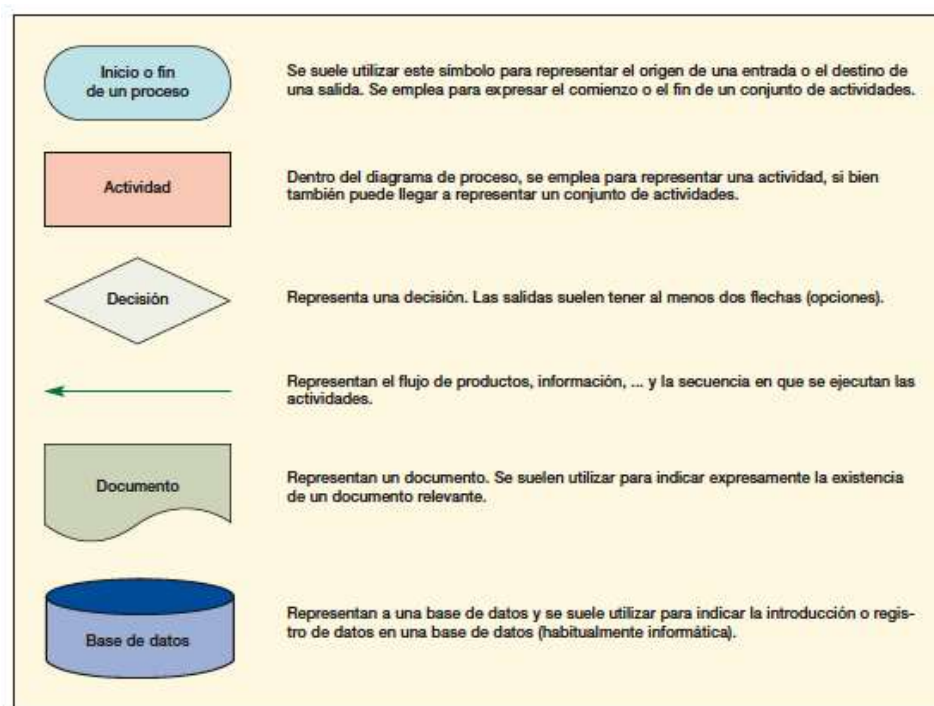 Inicio o fin
de un proceso
Se suele utilizar este símbolo para representar el origen de una entrada o el destino de
una salida. Se emplea para expresar el comienzo o el fin de un conjunto de actividades.
Actividad
Dentro del diagrama de proceso, se emplea para representar una actividad, si bien
también puede llegar a representar un conjunto de actividades.
Decisión
Representa una decisión. Las salidas suelen tener al menos dos flechas (opciones).
Representan el flujo de productos, información, ... y la secuencia en que se ejecutan las
actividades.
Documento
Representan un documento. Se suelen utilizar para indicar expresamente la existencia
de un documento relevante.
Base de datos
Representan a una base de datos y se suele utilizar para indicar la introducción o regis-
tro de datos en una base de datos (habitualmente informática).